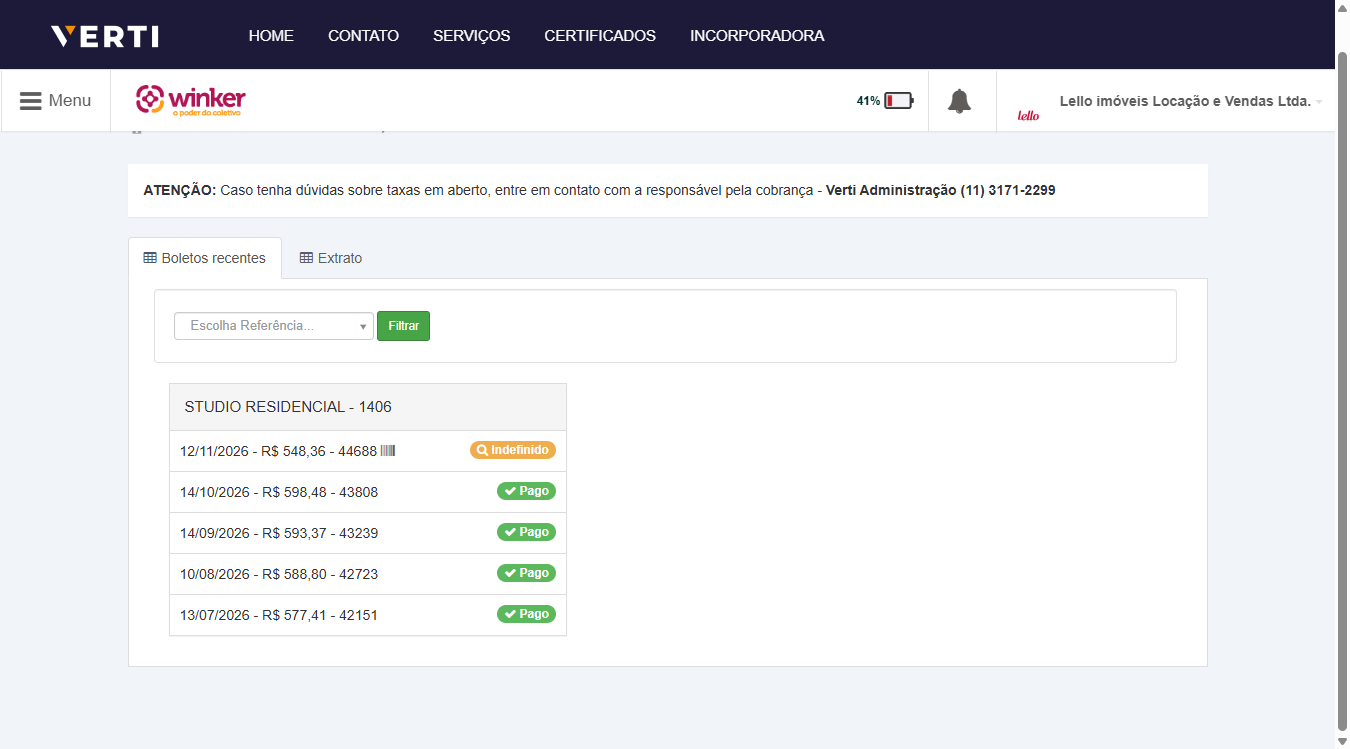 VERTI
HOME CONTATO SERVIÇOS CERTIFICADOS INCORPORADORA
Menu
winker
o poder do coletivo
41%
lello
Lello imóveis Locação e Vendas Ltda.
ATENÇÃO: Caso tenha dúvidas sobre taxas em aberto, entre em contato com a responsável pela cobrança - Verti Administração (11) 3171-2299
Boletos recentes Extrato
Escolha Referência... Filtrar
STUDIO RESIDENCIAL - 1406
12/11/2026 - R$ 548,36 - 44688 Indefinido
14/10/2026 - R$ 598,48 - 43808 Pago
14/09/2026 - R$ 593,37 - 43239 Pago
10/08/2026 - R$ 588,80 - 42723 Pago
13/07/2026 - R$ 577,41 - 42151 Pago